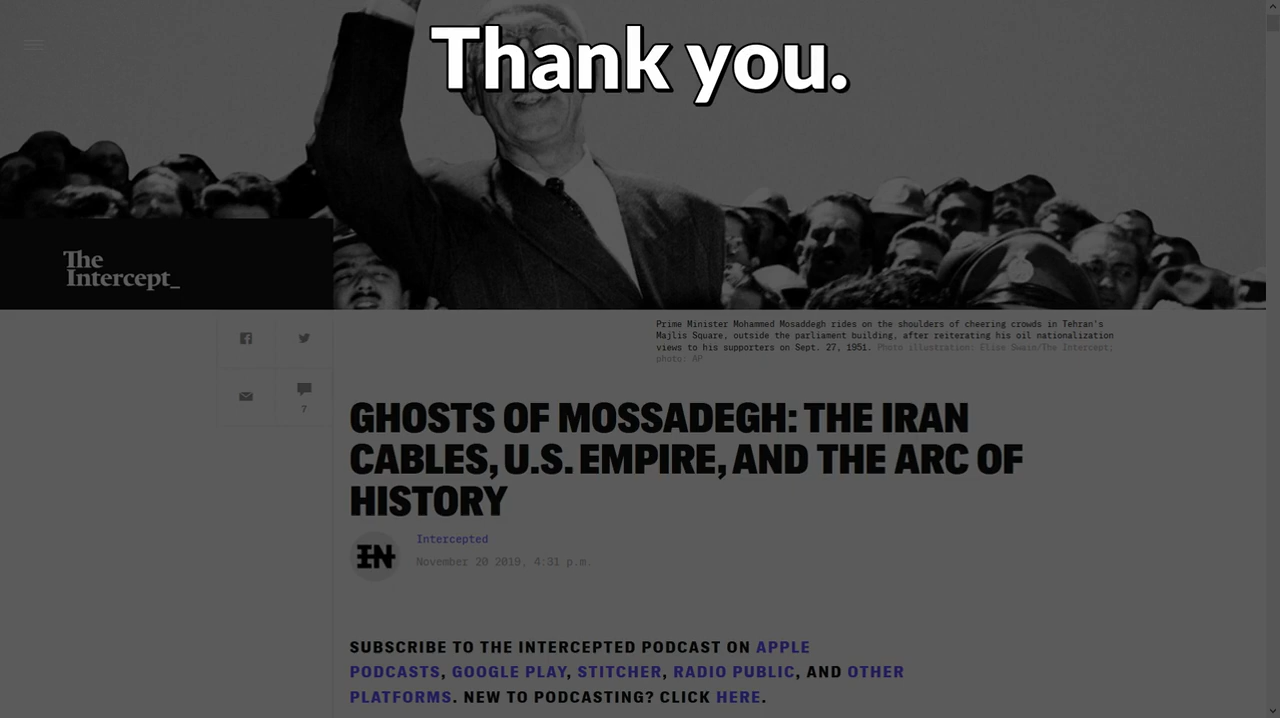 Thank you.
The
Intercept_
Prime Minister Mohammed Mosaddegh rides on the shoulders of cheering crowds in Tehran's
Majlis Square, outside the parliament building, after reiterating his oil nationalization
views to his supporters on Sept. 27, 1951. Photo illustration: Elise Swain/The Intercept;
photo: AP
7
GHOSTS OF MOSSADEGH: THE IRAN
CABLES, U.S. EMPIRE, AND THE ARC OF
HISTORY
IN
Intercepted
November 20 2019, 4:31 p.m.
SUBSCRIBE TO THE INTERCEPTED PODCAST ON APPLE
PODCASTS, GOOGLE PLAY, STITCHER, RADIO PUBLIC, AND OTHER
PLATFORMS. NEW TO PODCASTING? CLICK HERE.